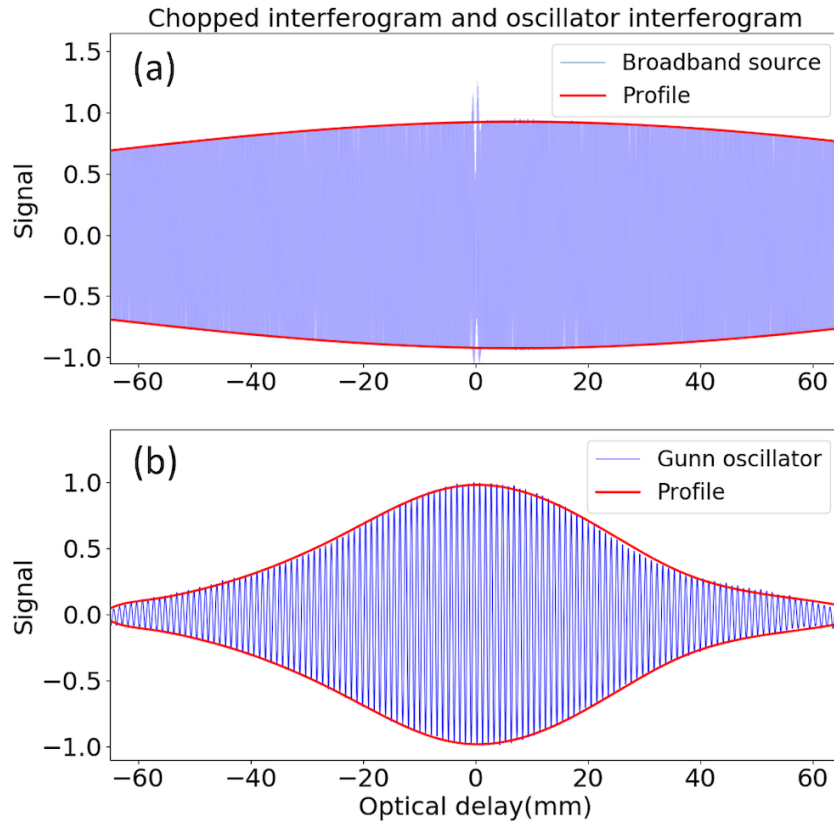 Chopped interferogram and oscillator interferogram
(a)
Broadband source
Profile
Signal
1.5
1.0
0.5
0.0
−0.5
−1.0
−60 −40 −20 0 20 40 60
(b)
Gunn oscillator
Profile
Signal
1.0
0.5
0.0
−0.5
−1.0
−60 −40 −20 0 20 40 60
Optical delay(mm)